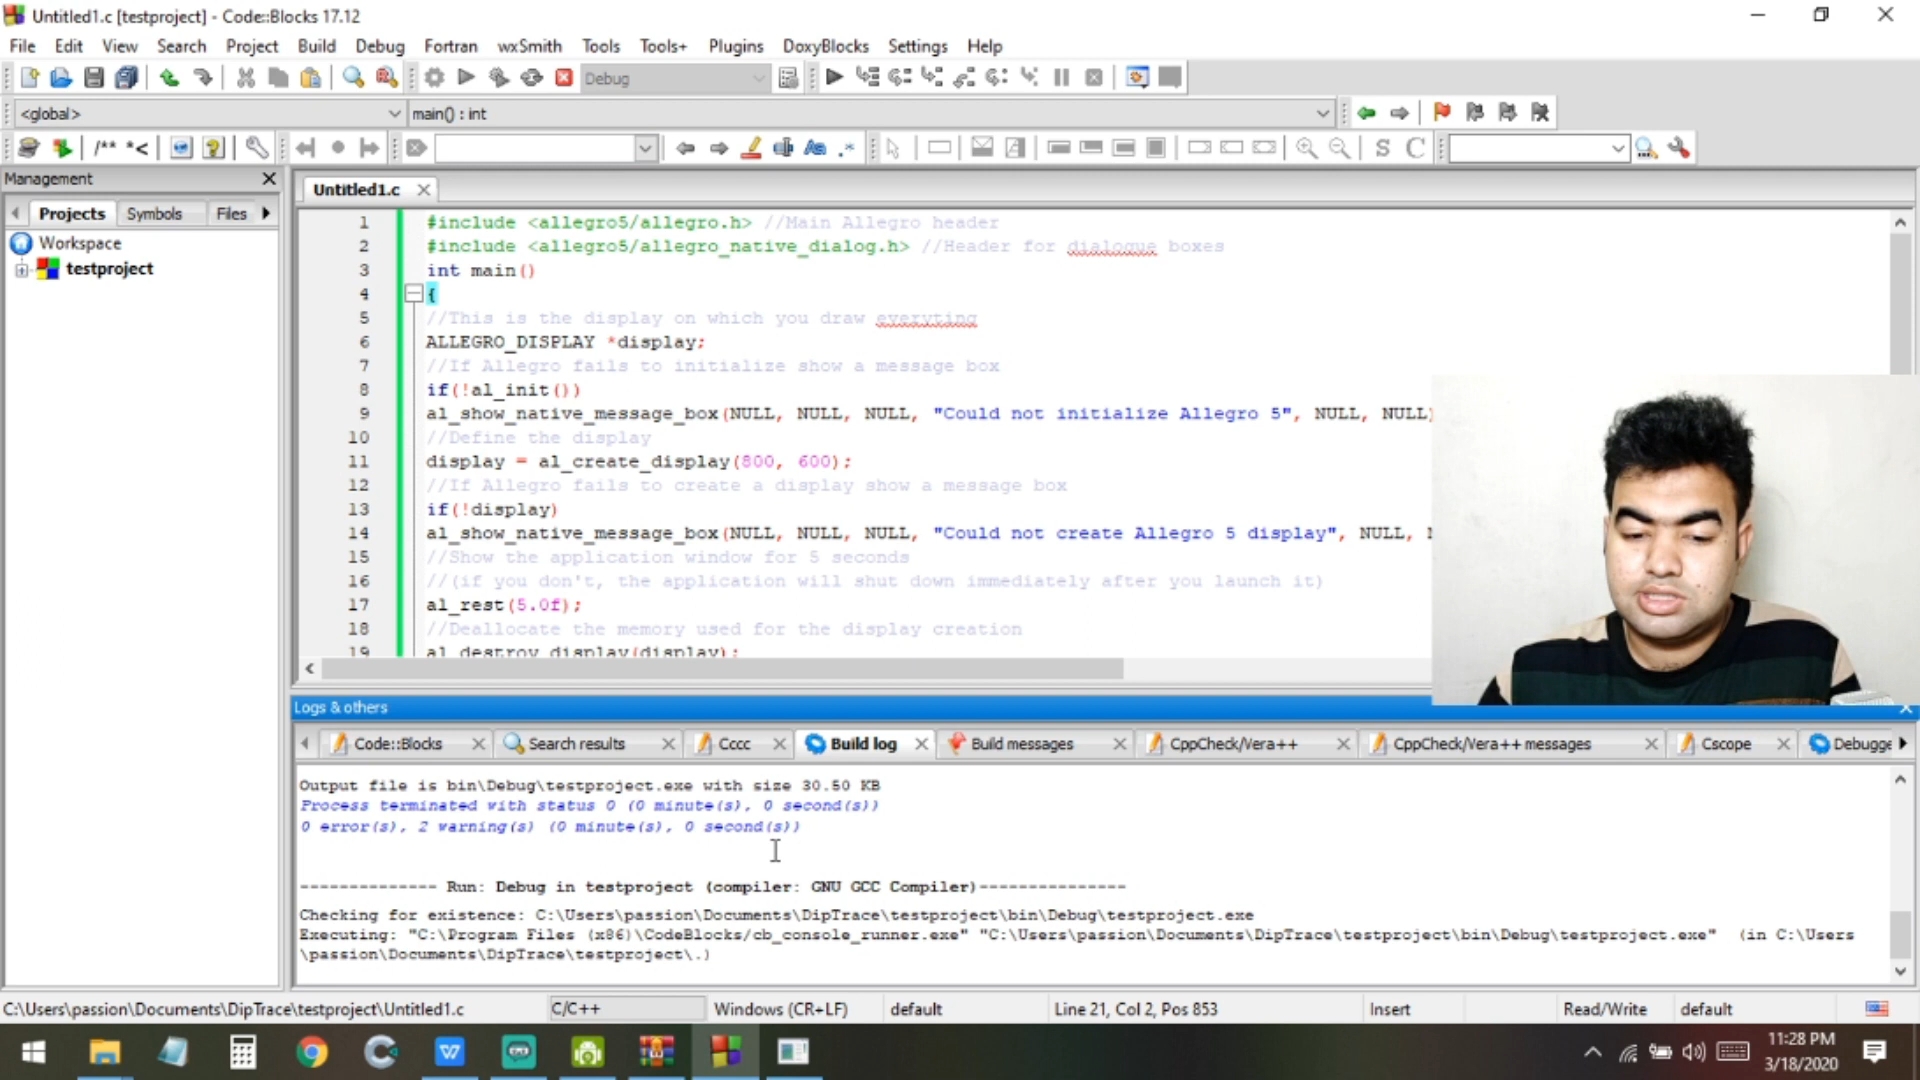 Untitled1.c [testproject] - Code::Blocks 17.12
File Edit View Search Project Build Debug Fortran wxSmith Tools Tools+ Plugins DoxyBlocks Settings Help
Debug
<global> main() : int
/** *<
S C
Management
Projects Symbols Files
Workspace
testproject
Untitled1.c
1 #include <allegro5/allegro.h> //Main Allegro header
2 #include <allegro5/allegro_native_dialog.h> //Header for dialogue boxes
3 int main()
4 {
5 //This is the display on which you draw everyting
6 ALLEGRO_DISPLAY *display;
7 //If Allegro fails to initialize show a message box
8 if(!al_init())
9 al_show_native_message_box(NULL, NULL, NULL, "Could not initialize Allegro 5", NULL, NULL)
10 //Define the display
11 display = al_create_display(800, 600);
12 //If Allegro fails to create a display show a message box
13 if(!display)
14 al_show_native_message_box(NULL, NULL, NULL, "Could not create Allegro 5 display", NULL,
15 //Show the application window for 5 seconds
16 //(if you don't, the application will shut down immediately after you launch it)
17 al_rest(5.0f);
18 //Deallocate the memory used for the display creation
19 al_destroy_display(display);
Logs & others
Code::Blocks Search results Cccc Build log Build messages CppCheck/Vera++ CppCheck/Vera++ messages Cscope Debugge
Output file is bin\Debug\testproject.exe with size 30.50 KB
Process terminated with status 0 (0 minute(s), 0 second(s))
0 error(s), 2 warning(s) (0 minute(s), 0 second(s))
-------------- Run: Debug in testproject (compiler: GNU GCC Compiler)---------------
Checking for existence: C:\Users\passion\Documents\DipTrace\testproject\bin\Debug\testproject.exe
Executing: "C:\Program Files (x86)\CodeBlocks/cb_console_runner.exe" "C:\Users\passion\Documents\DipTrace\testproject\bin\Debug\testproject.exe" (in C:\Users
\passion\Documents\DipTrace\testproject\.)
C:\Users\passion\Documents\DipTrace\testproject\Untitled1.c C/C++ Windows (CR+LF) default Line 21, Col 2, Pos 853 Insert Read/Write default
11:28 PM
3/18/2020